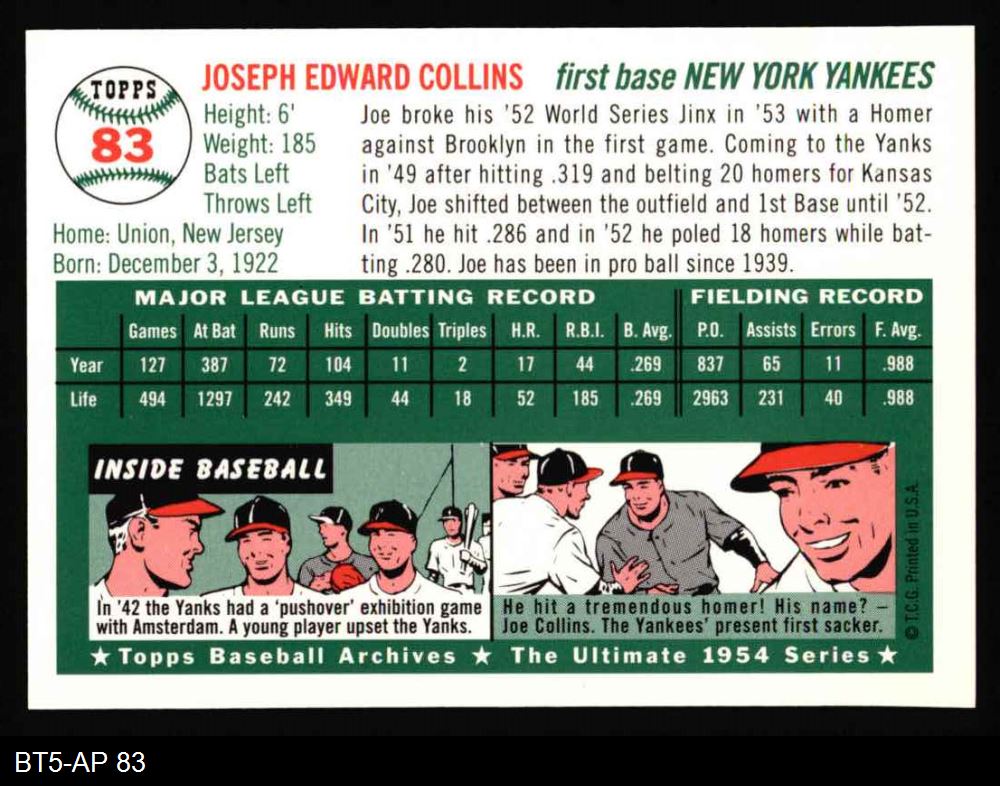 TOPPS
83
JOSEPH EDWARD COLLINS first base NEW YORK YANKEES
Height: 6'
Weight: 185
Bats Left
Throws Left
Home: Union, New Jersey
Born: December 3, 1922
Joe broke his '52 World Series Jinx in '53 with a Homer
against Brooklyn in the first game. Coming to the Yanks
in '49 after hitting .319 and belting 20 homers for Kansas
City, Joe shifted between the outfield and 1st Base until '52.
In '51 he hit .286 and in '52 he poled 18 homers while bat-
ting .280. Joe has been in pro ball since 1939.
MAJOR LEAGUE BATTING RECORD FIELDING RECORD
Games At Bat Runs Hits Doubles Triples H.R. R.B.I. B. Avg. P.O. Assists Errors F. Avg.
Year 127 387 72 104 11 2 17 44 .269 837 65 11 .988
Life 494 1297 242 349 44 18 52 185 .269 2963 231 40 .988
INSIDE BASEBALL
In '42 the Yanks had a 'pushover' exhibition game
with Amsterdam. A young player upset the Yanks.
He hit a tremendous homer! His name? –
Joe Collins. The Yankees' present first sacker.
© T.C.G. Printed in U.S.A.
★ Topps Baseball Archives ★ The Ultimate 1954 Series ★
BT5-AP 83